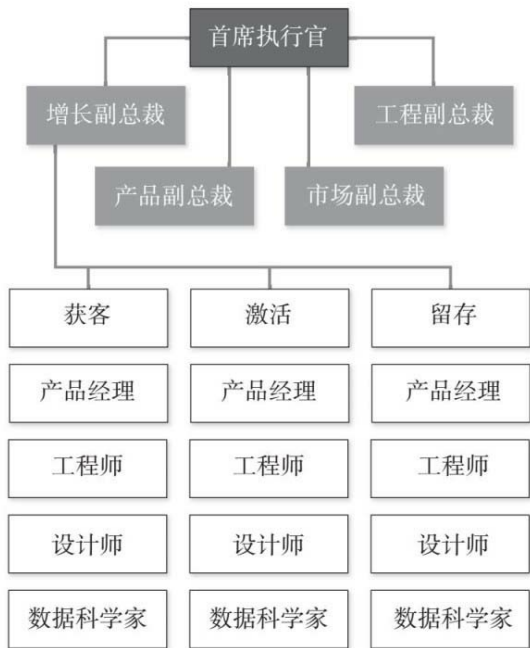 首席执行官
增长副总裁
工程副总裁
产品副总裁
市场副总裁
获客
激活
留存
产品经理
产品经理
产品经理
工程师
工程师
工程师
设计师
设计师
设计师
数据科学家
数据科学家
数据科学家